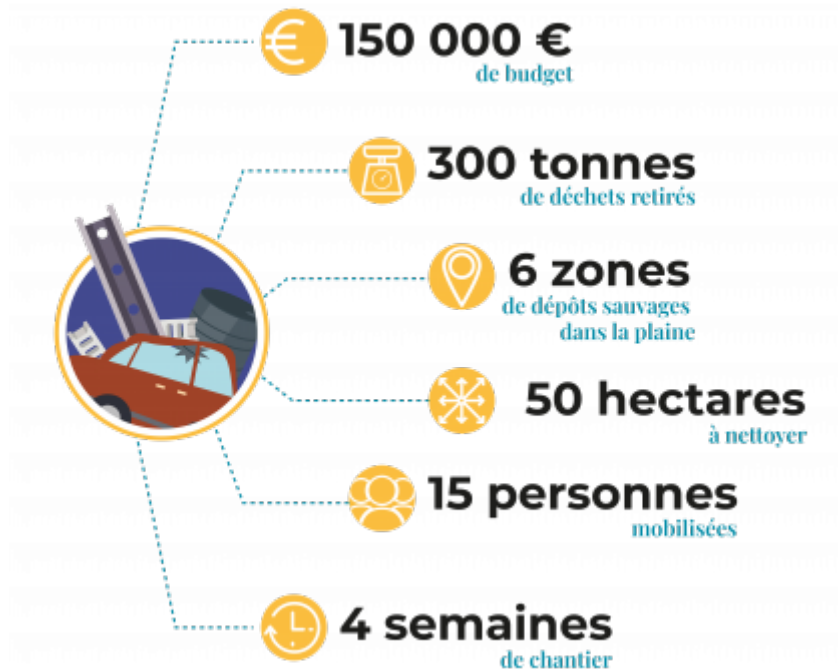 150 000 €
de budget
300 tonnes
de déchets retirés
6 zones
de dépôts sauvages
dans la plaine
50 hectares
à nettoyer
15 personnes
mobilisées
4 semaines
de chantier